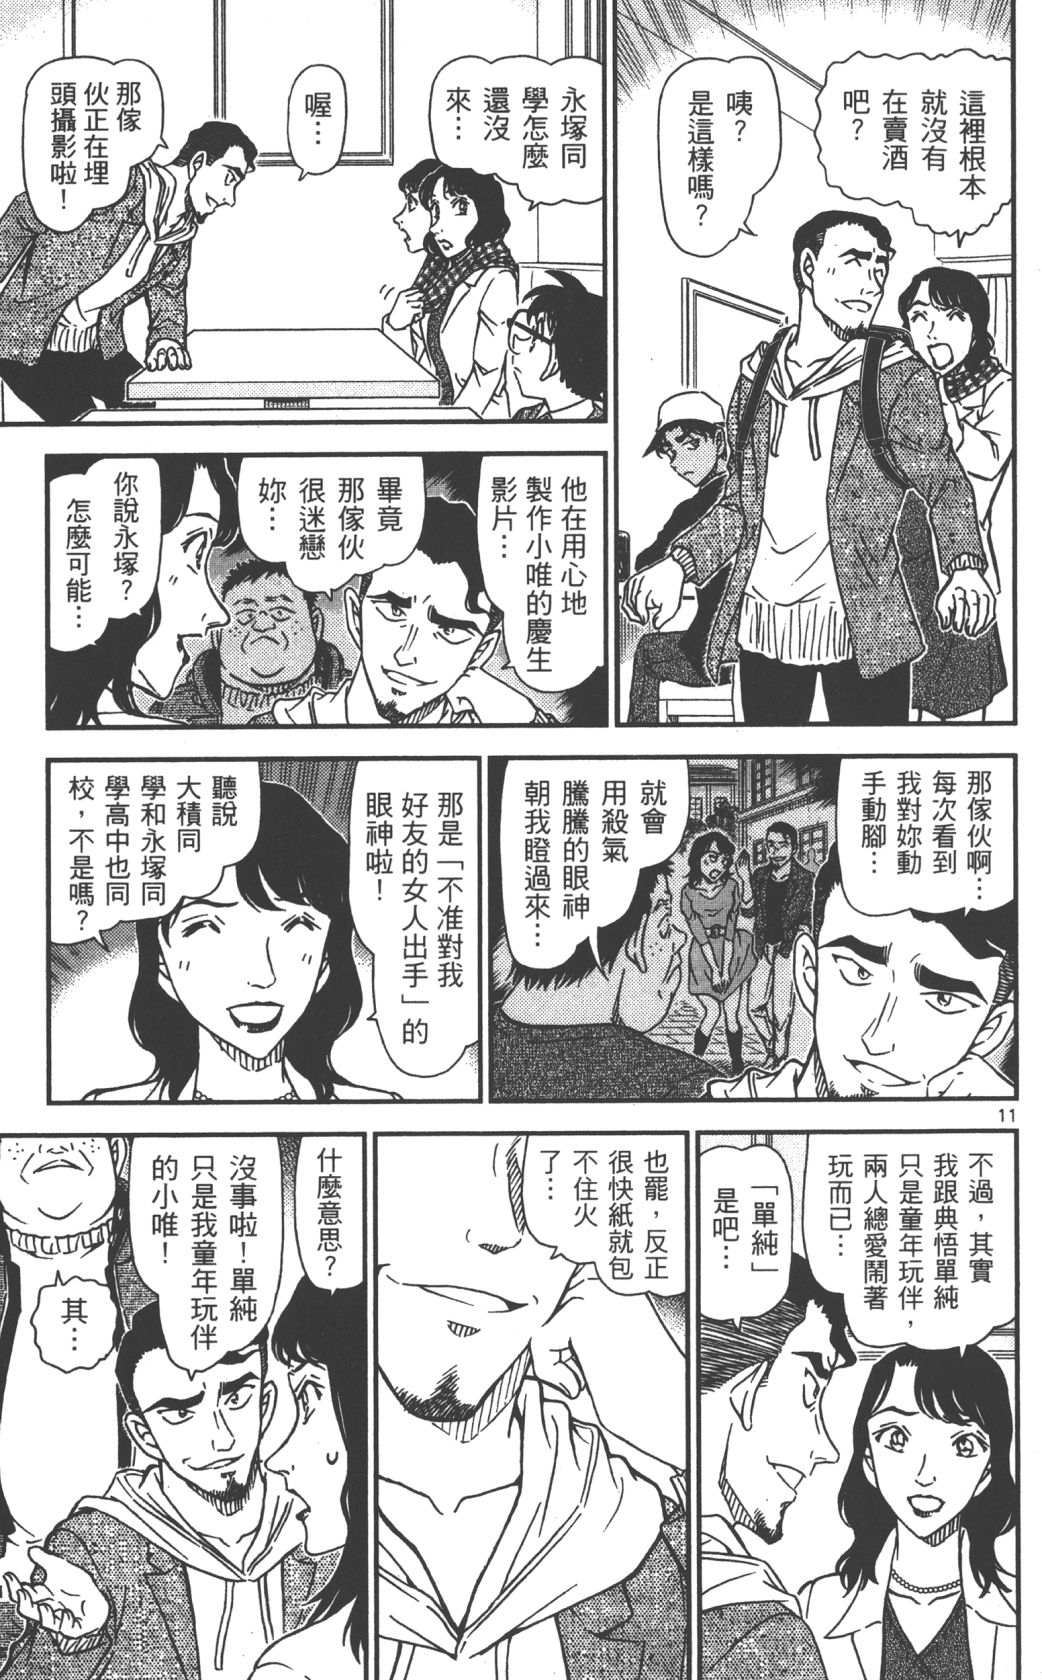 這裡根本
就沒有
在賣酒
吧？
咦？
是這樣嗎？
永塚同
學怎麼
還沒
來…
喔…
那傢
伙正在埋
頭攝影啦！
他在用心地
製作小唯的慶生
影片…
畢竟
那傢伙
很迷戀
妳…
你說永塚？
怎麼可能…
那傢伙啊…
每次看到
我對妳動
手動腳…
就會
用殺氣
騰騰的眼神
朝我瞪過來…
那是「不准對我
好友的女人出手」的
眼神啦！
聽說
大積同
學和永塚同
學高中也同
校，不是嗎？
11
不過，其實
我跟典悟單純
只是童年玩伴，
兩人總愛鬧著
玩而已…
「單純」
是吧…
也罷，反正
很快紙就包
不住火
了…
什麼意思？
沒事啦！單純
只是我童年玩伴
的小唯！
其…